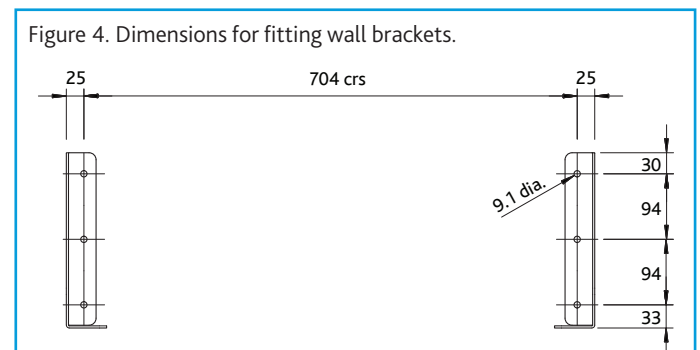 Figure 4. Dimensions for fitting wall brackets.
25 704 crs 25
30
9.1 dia.
94
94
33